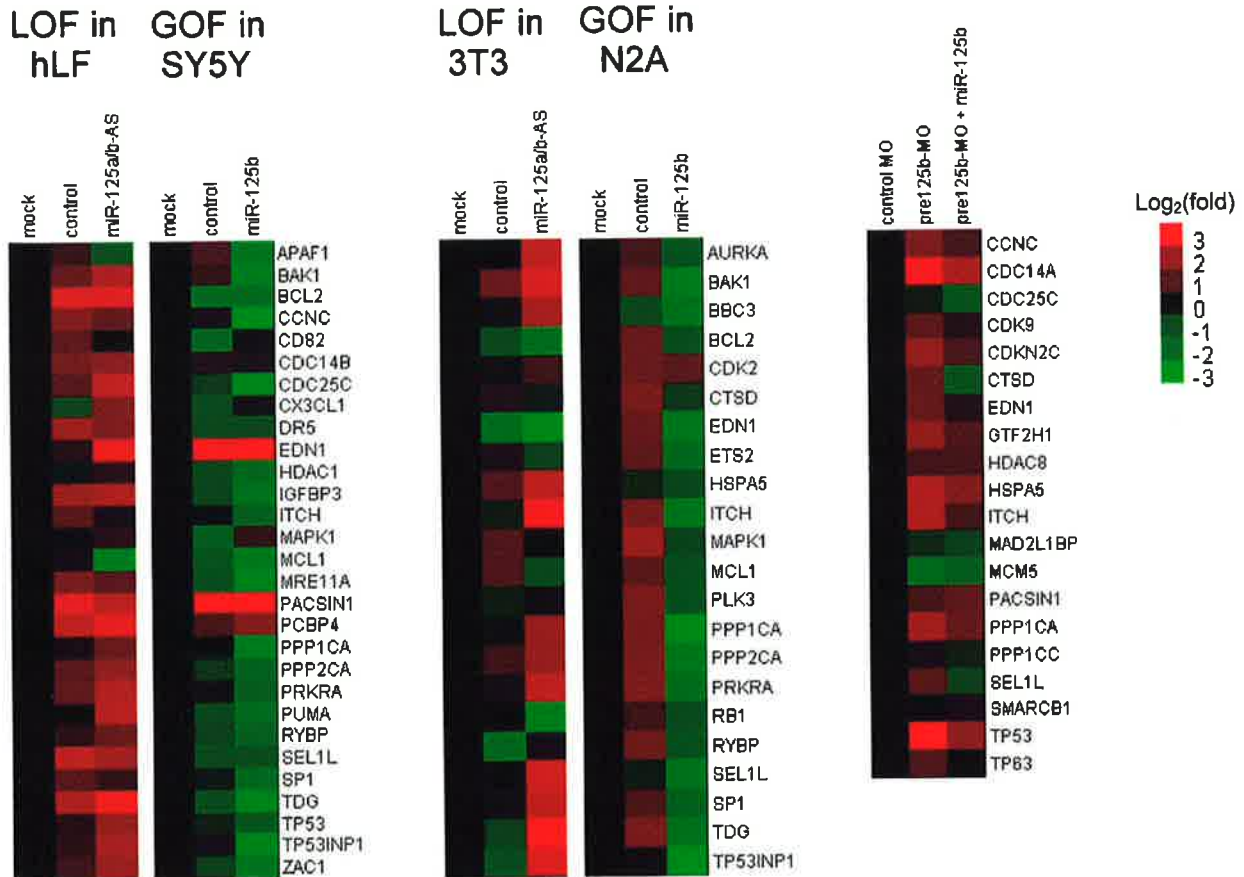 LOF in
hLF
GOF in
SY5Y
LOF in
3T3
GOF in
N2A
mock
control
miR-125a/b-AS
mock
control
miR-125b
mock
control
miR-125a/b-AS
mock
control
miR-125b
control MO
pre125b-MO
pre125b-MO + miR-125b
APAF1
BAK1
BCL2
CCNC
CD82
CDC14B
CDC25C
CX3CL1
DR5
EDN1
HDAC1
IGFBP3
ITCH
MAPK1
MCL1
MRE11A
PACSIN1
PCBP4
PPP1CA
PPP2CA
PRKRA
PUMA
RYBP
SEL1L
SP1
TDG
TP53
TP53INP1
ZAC1
AURKA
BAK1
BBC3
BCL2
CDK2
CTSD
EDN1
ETS2
HSPA5
ITCH
MAPK1
MCL1
PLK3
PPP1CA
PPP2CA
PRKRA
RB1
RYBP
SEL1L
SP1
TDG
TP53INP1
CCNC
CDC14A
CDC25C
CDK9
CDKN2C
CTSD
EDN1
GTF2H1
HDAC8
HSPA5
ITCH
MAD2L1BP
MCM5
PACSIN1
PPP1CA
PPP1CC
SEL1L
SMARCB1
TP53
TP63
Log2(fold)
3
2
1
0
-1
-2
-3